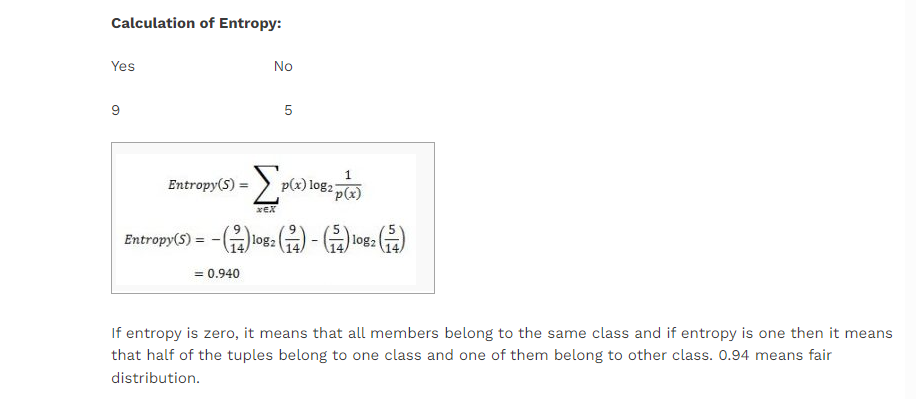 Calculation of Entropy:
Yes No
9 5
Entropy(S) = ∑ x∈X p(x) log₂ 1/p(x)
Entropy(S) = −(9/14) log₂ (9/14) - (5/14) log₂ (5/14)
= 0.940
If entropy is zero, it means that all members belong to the same class and if entropy is one then it means
that half of the tuples belong to one class and one of them belong to other class. 0.94 means fair
distribution.